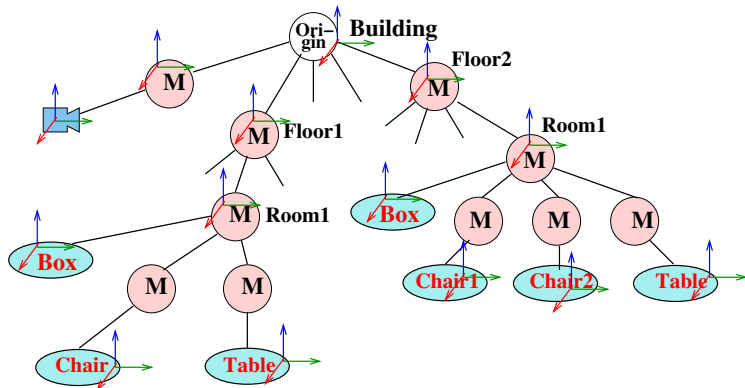 Ori-
gin
Building
M
Floor2
M
M
Floor1
Room1
M
Room1
M
Box
M
M
M
Box
M
M
Chair1
Chair2
Table
Chair
Table